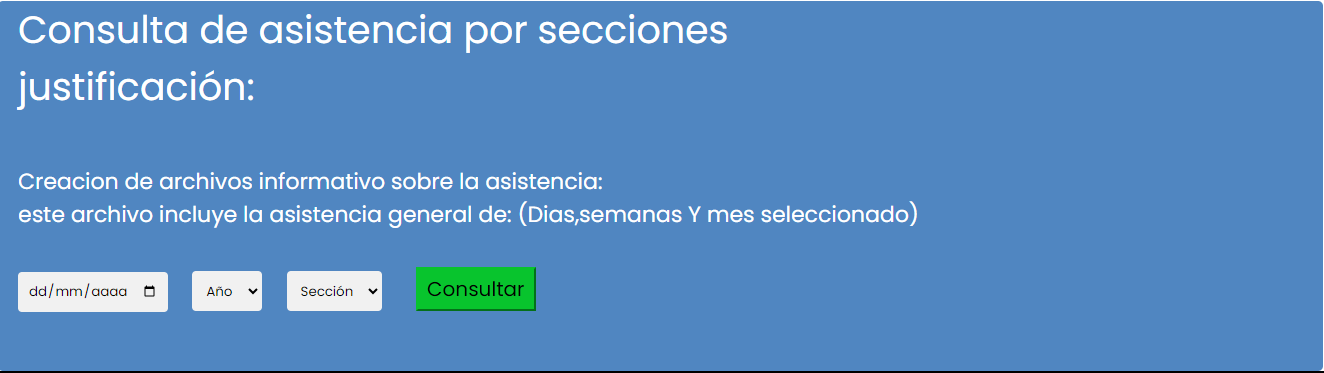 Consulta de asistencia por secciones
justificación:
Creacion de archivos informativo sobre la asistencia:
este archivo incluye la asistencia general de: (Dias,semanas Y mes seleccionado)
dd/mm/aaaa Año Sección Consultar